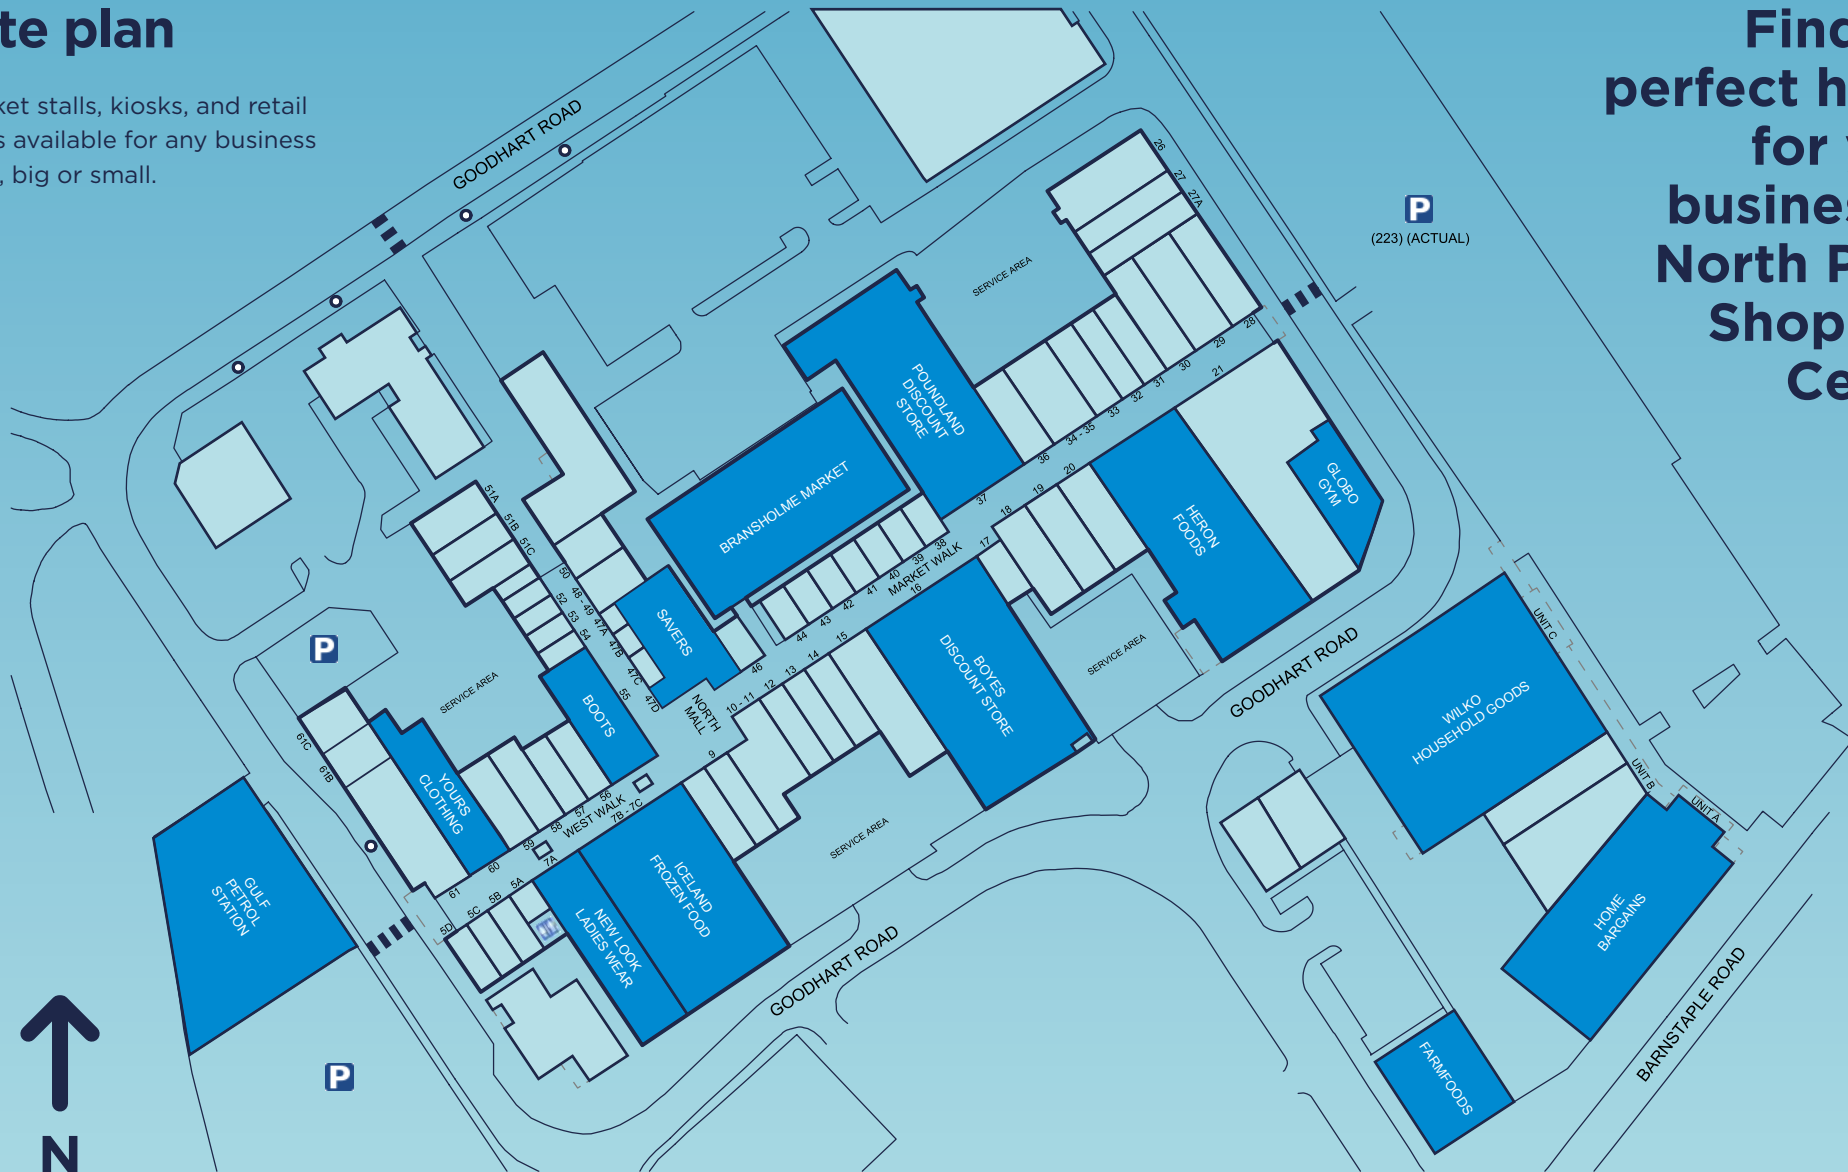 te plan
ket stalls, kiosks, and retail
s available for any business
, big or small.
Find
perfect h
for
busines
North P
Shop
Ce
GOODHART ROAD
P
(223) (ACTUAL)
SERVICE AREA
26
27
27A
28
29
30
31
32
33
34 - 35
36
37
21
20
19
18
17
POUNDLAND
DISCOUNT
STORE
BRANSHOLME MARKET
GLOBO
GYM
HERON
FOODS
MARKET WALK
38
39
40
41
42
43
44
46
16
15
14
13
12
10 - 11
9
51A
51B
51C
50
48 - 49
47A
47B
47C
47D
52
53
54
55
SAVERS
NORTH
MALL
BOOTS
BOYES
DISCOUNT STORE
SERVICE AREA
GOODHART ROAD
P
SERVICE AREA
61C
61B
YOURS
CLOTHING
56
57
58
59
60
61
WEST WALK
7B - 7C
7A
5A
5B
5C
5D
ICELAND
FROZEN FOOD
NEW LOOK
LADIES WEAR
SERVICE AREA
GOODHART ROAD
GULF
PETROL
STATION
P
N
WILKO
HOUSEHOLD GOODS
UNIT C
UNIT B
UNIT A
HOME
BARGAINS
FARMFOODS
BARNSTAPLE ROAD